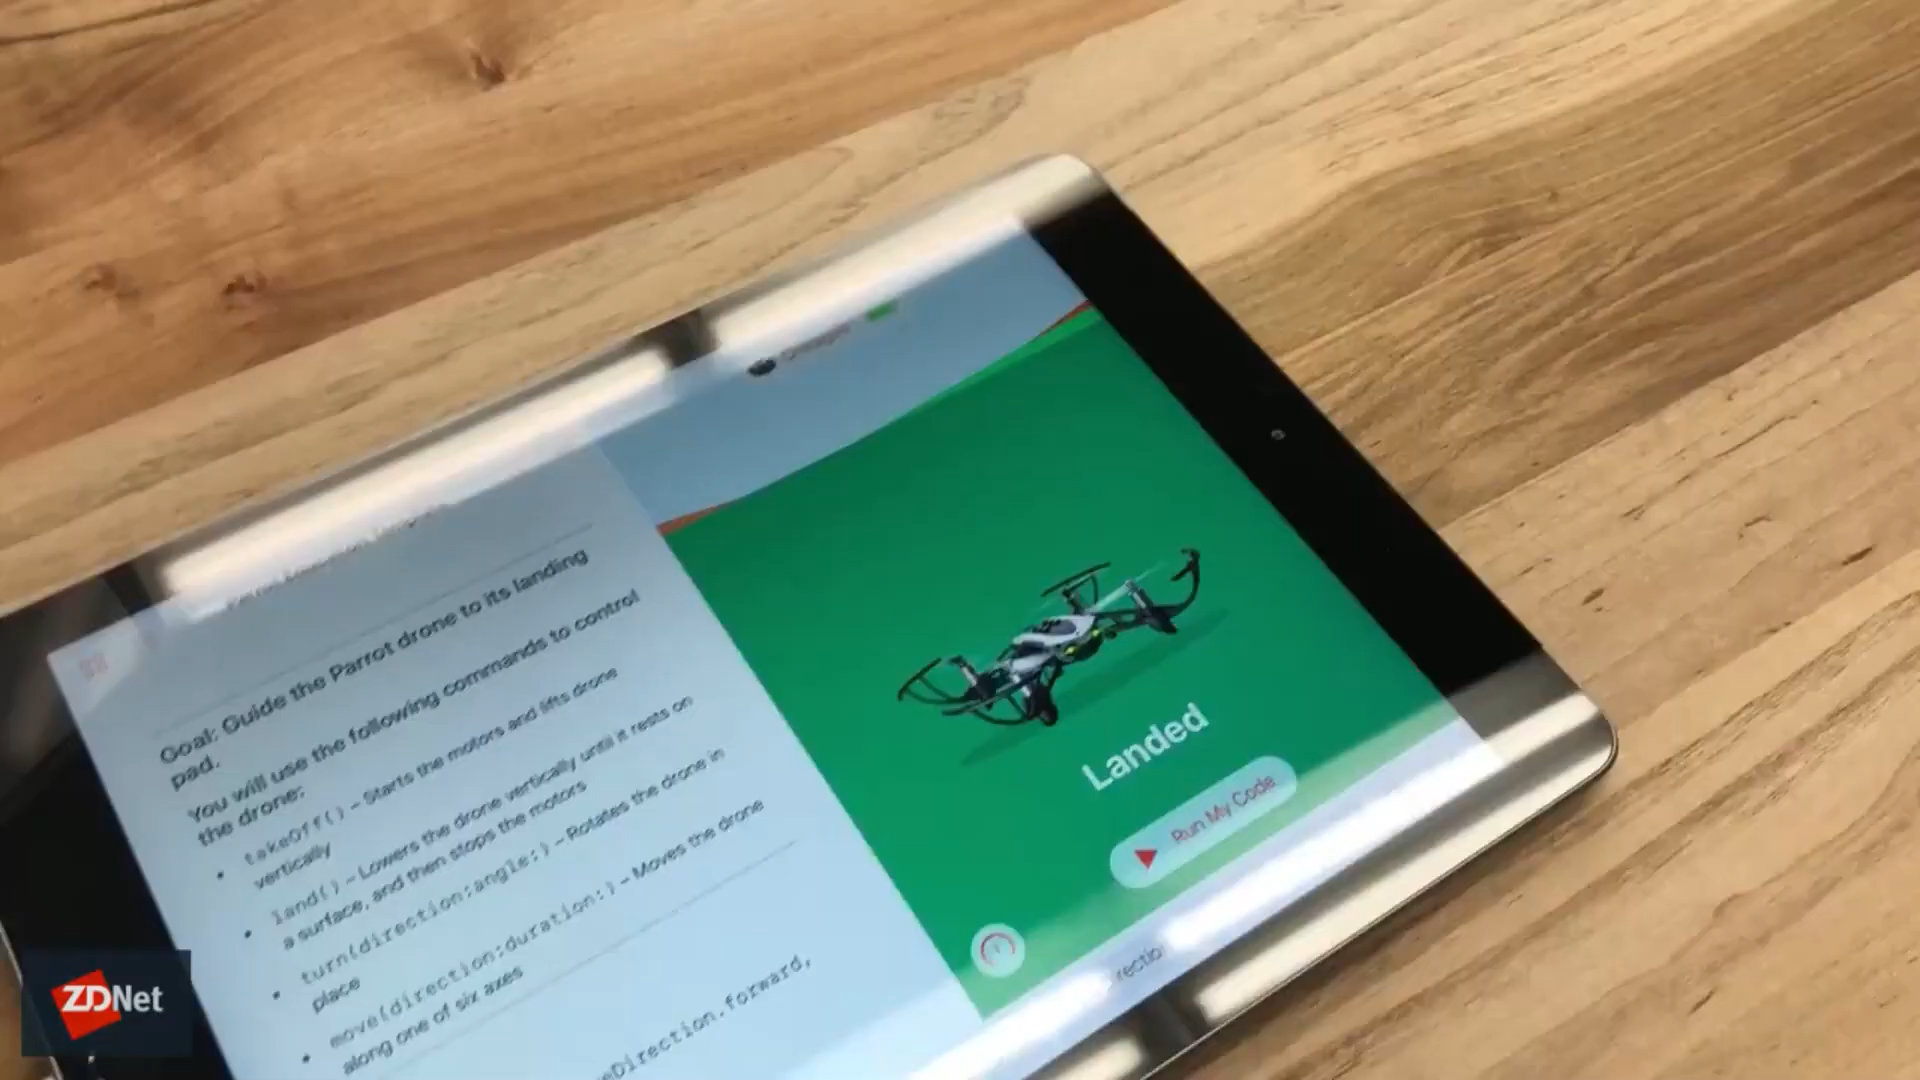 Goal: Guide the Parrot drone to its landing
pad.
You will use the following commands to control
the drone:
• takeOff() – Starts the motors and lifts drone
vertically
• land() – Lowers the drone vertically until it rests on
a surface, and then stops the motors
• turn(direction:angle:) – Rotates the drone in
place
• move(direction:duration:) – Moves the drone
along one of six axes
eDirection.forward,
Landed
Run My Code
rection
ZDNet